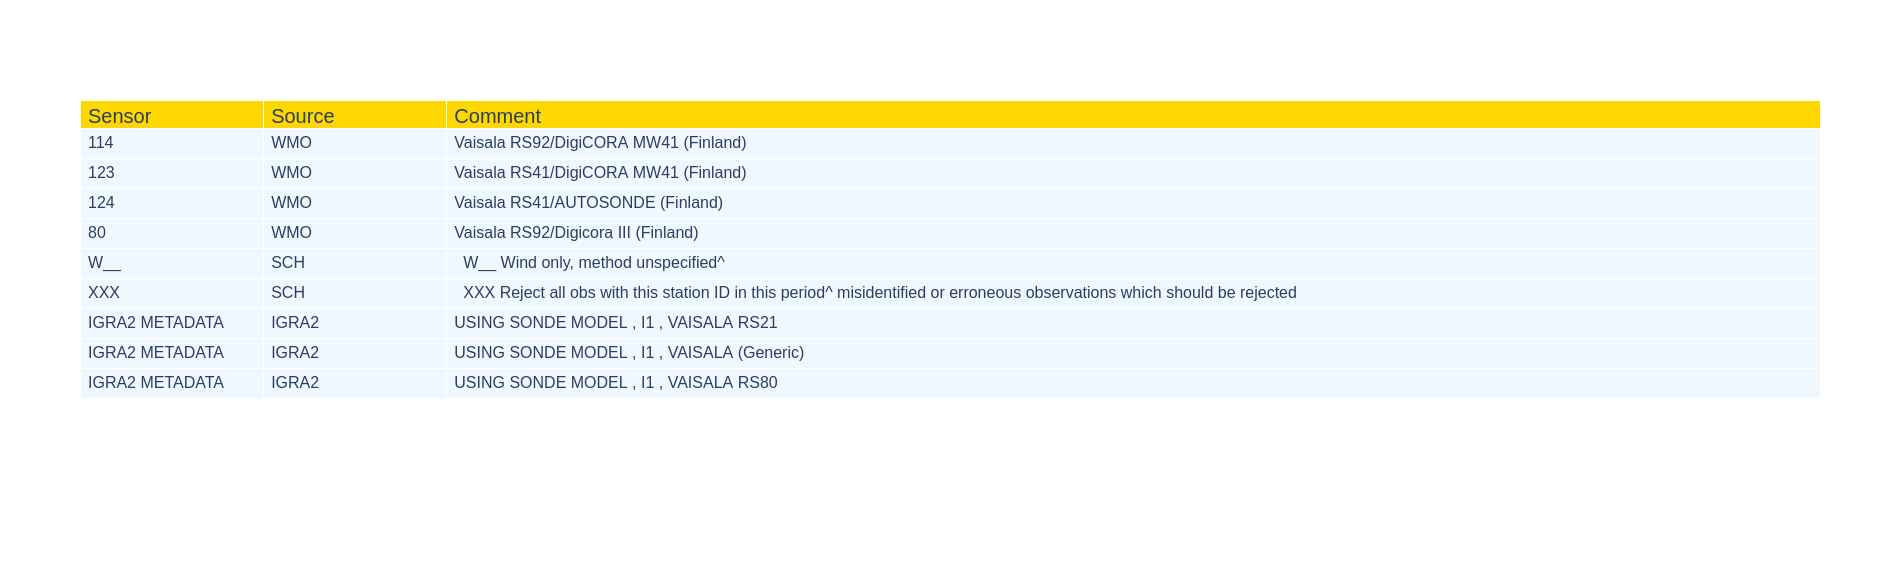 Sensor Source Comment
114 WMO Vaisala RS92/DigiCORA MW41 (Finland)
123 WMO Vaisala RS41/DigiCORA MW41 (Finland)
124 WMO Vaisala RS41/AUTOSONDE (Finland)
80 WMO Vaisala RS92/Digicora III (Finland)
W__ SCH W__ Wind only, method unspecified^
XXX SCH XXX Reject all obs with this station ID in this period^ misidentified or erroneous observations which should be rejected
IGRA2 METADATA IGRA2 USING SONDE MODEL , I1 , VAISALA RS21
IGRA2 METADATA IGRA2 USING SONDE MODEL , I1 , VAISALA (Generic)
IGRA2 METADATA IGRA2 USING SONDE MODEL , I1 , VAISALA RS80